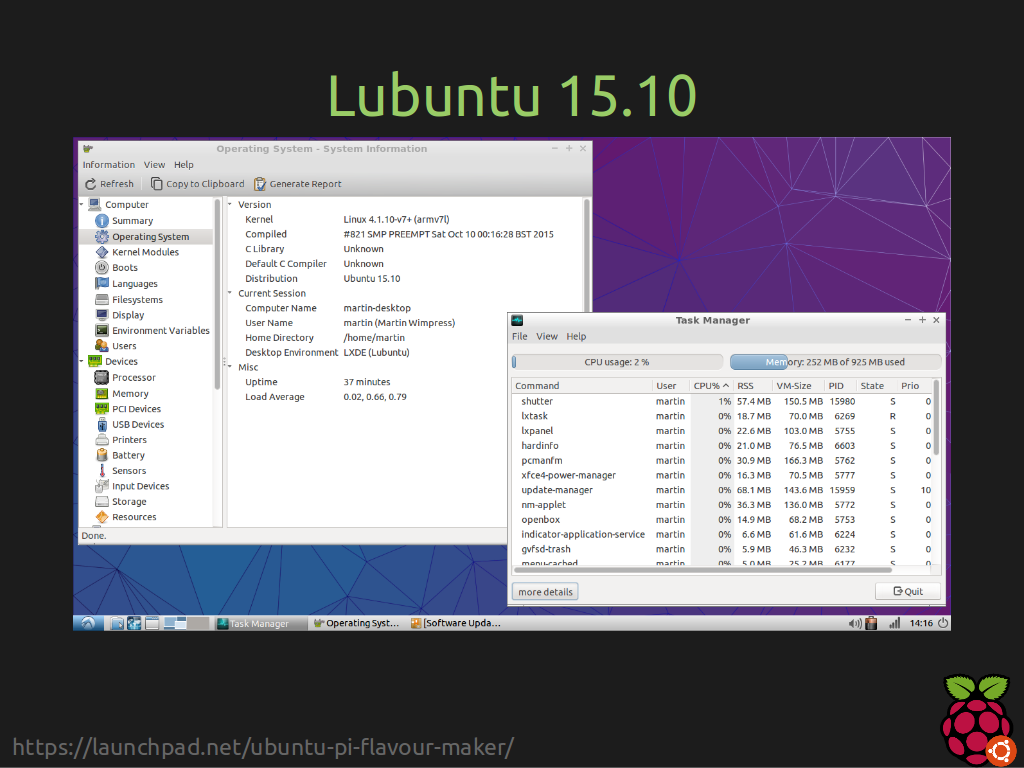 Lubuntu 15.10
Operating System - System Information
Information View Help
Refresh Copy to Clipboard Generate Report
Computer
Summary
Operating System
Kernel Modules
Boots
Languages
Filesystems
Display
Environment Variables
Users
Devices
Processor
Memory
PCI Devices
USB Devices
Printers
Battery
Sensors
Input Devices
Storage
Resources
Version
Kernel Linux 4.1.10-v7+ (armv7l)
Compiled #821 SMP PREEMPT Sat Oct 10 00:16:28 BST 2015
C Library Unknown
Default C Compiler Unknown
Distribution Ubuntu 15.10
Current Session
Computer Name martin-desktop
User Name martin (Martin Wimpress)
Home Directory /home/martin
Desktop Environment LXDE (Lubuntu)
Misc
Uptime 37 minutes
Load Average 0.02, 0.66, 0.79
Done.
Task Manager
File View Help
CPU usage: 2 % Memory: 252 MB of 925 MB used
Command User CPU% RSS VM-Size PID State Prio
shutter martin 1% 57.4 MB 150.5 MB 15980 S 0
lxtask martin 0% 18.7 MB 70.0 MB 6269 R 0
lxpanel martin 0% 22.6 MB 103.0 MB 5755 S 0
hardinfo martin 0% 21.0 MB 76.5 MB 6603 S 0
pcmanfm martin 0% 30.9 MB 166.3 MB 5762 S 0
xfce4-power-manager martin 0% 16.3 MB 70.5 MB 5777 S 0
update-manager martin 0% 68.1 MB 143.6 MB 15959 S 10
nm-applet martin 0% 36.3 MB 136.0 MB 5772 S 0
openbox martin 0% 14.9 MB 68.2 MB 5753 S 0
indicator-application-service martin 0% 6.6 MB 61.6 MB 6224 S 0
gvfsd-trash martin 0% 5.9 MB 46.3 MB 6232 S 0
menu-cached martin 0% 5.0 MB 25.2 MB 6177 S 0
more details Quit
Task Manager Operating Syst... [Software Upda... 14:16
https://launchpad.net/ubuntu-pi-flavour-maker/